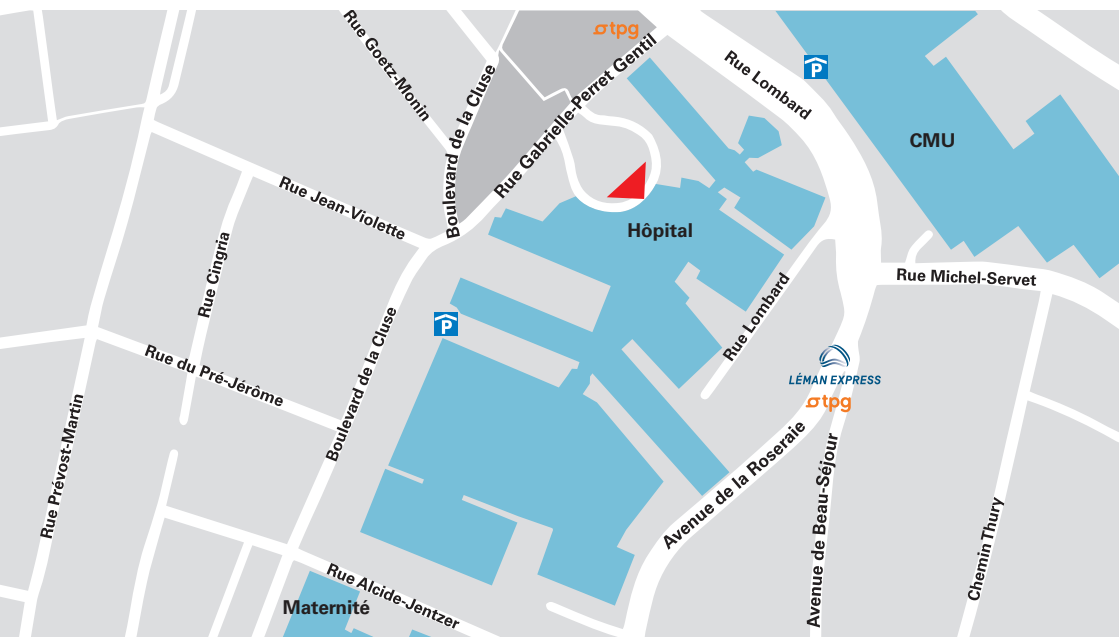 tpg
Rue Goetz-Monin
Boulevard de la Cluse
Rue Gabrielle-Perret Gentil
Rue Lombard
P
CMU
Rue Jean-Violette
Hôpital
Rue Cingria
Rue Michel-Servet
P
Rue Lombard
Rue du Pré-Jérôme
Boulevard de la Cluse
LÉMAN EXPRESS
tpg
Rue Prévost-Martin
Avenue de la Roseraie
Avenue de Beau-Séjour
Chemin Thury
Rue Alcide-Jentzer
Maternité